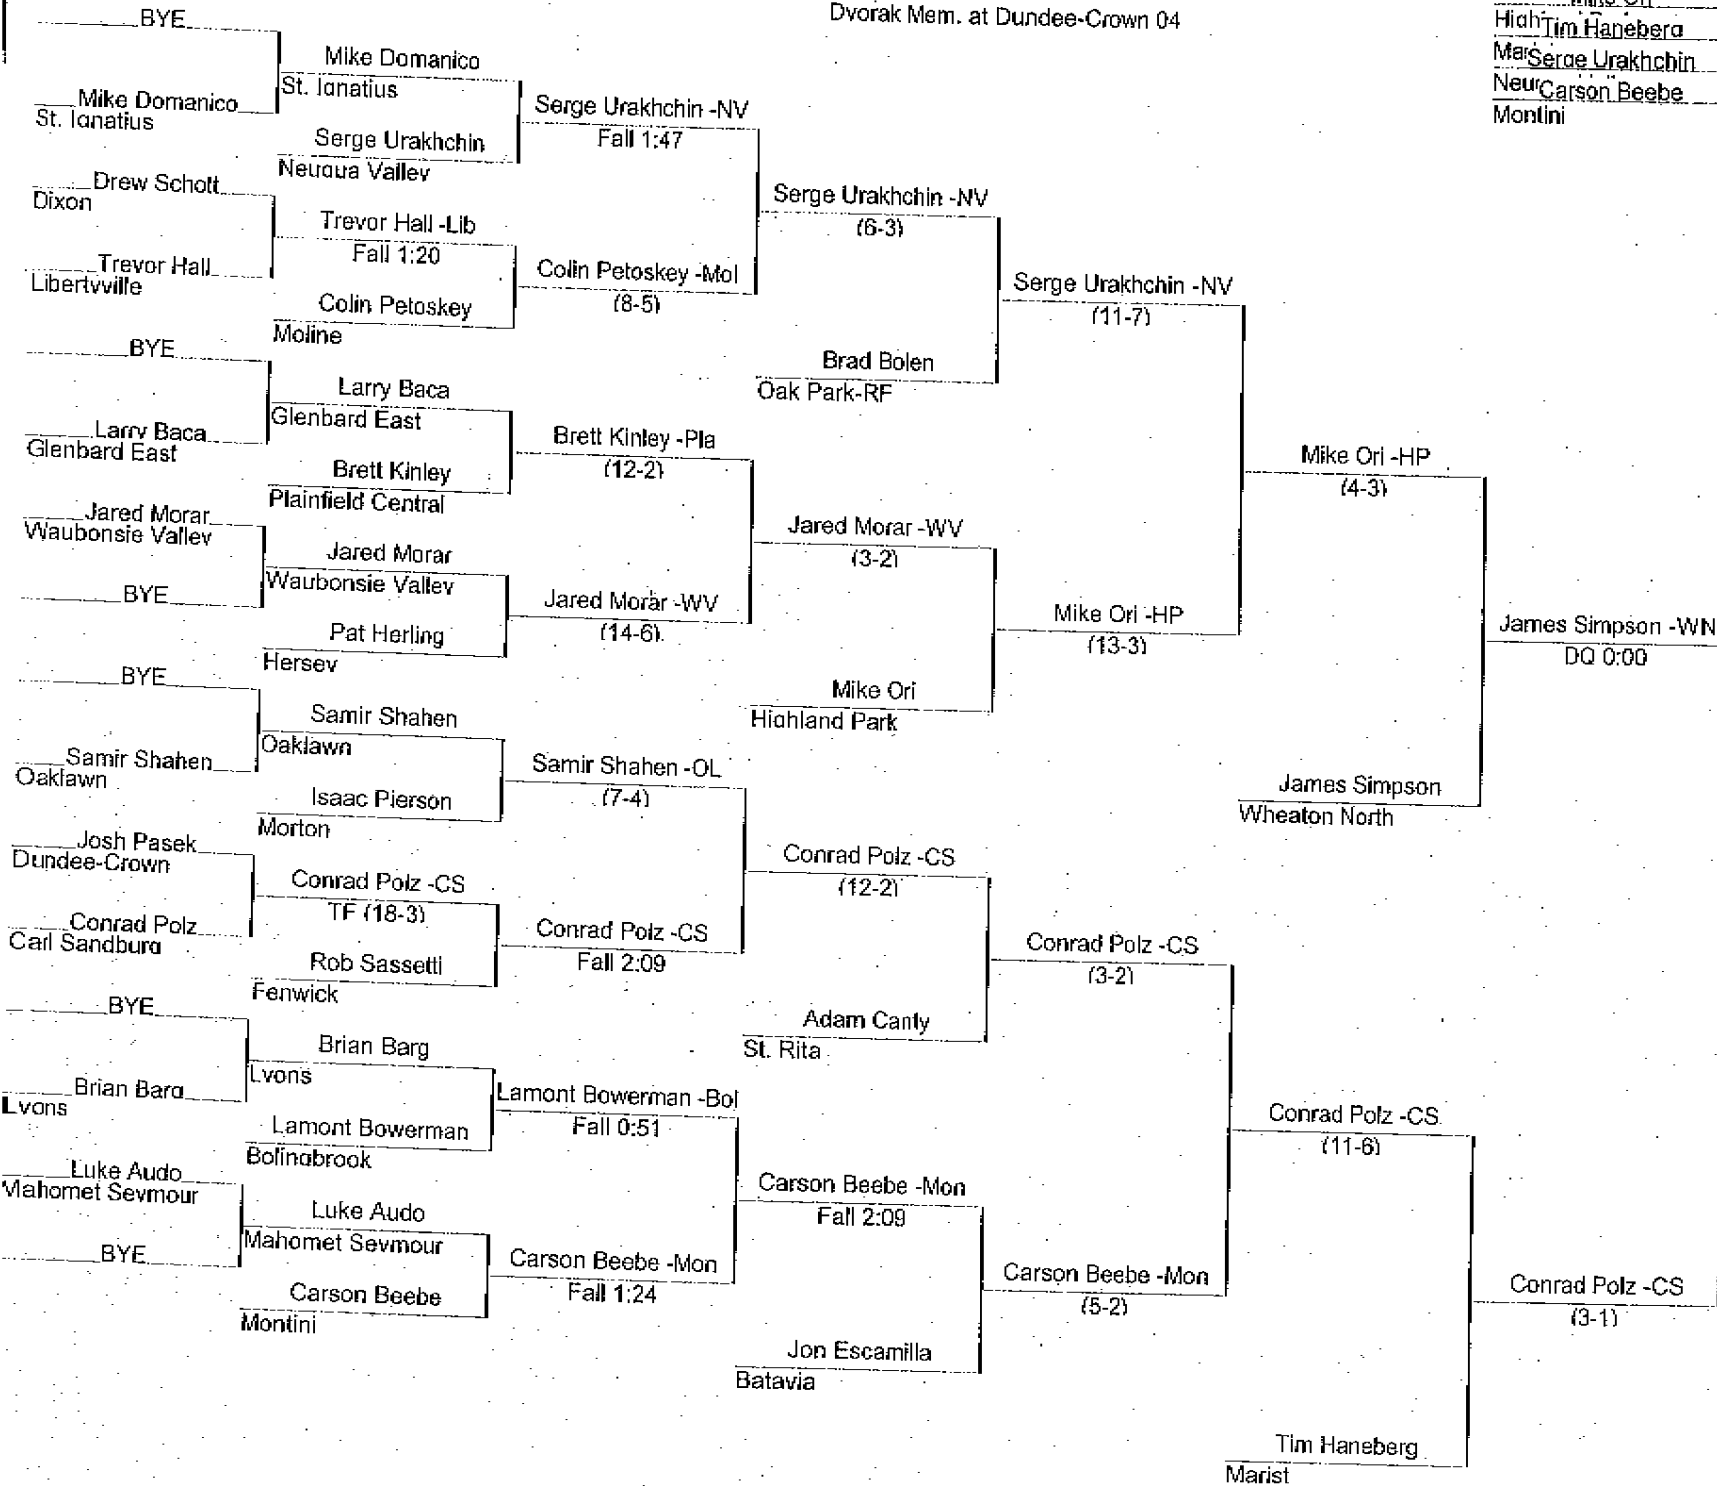 Dvorak Mem. at Dundee-Crown 04
High Tim Haneberg
Mar Serge Urakhchin
Neu Carson Beebe
Montini
BYE
Mike Domanico
St. Ignatius
Mike Domanico
St. Ignatius
Serge Urakhchin -NV
Fall 1:47
Serge Urakhchin
Neuqua Valley
Drew Schott
Dixon
Serge Urakhchin -NV
(6-3)
Trevor Hall -Lib
Fall 1:20
Trevor Hall
Libertyville
Colin Petoskey -Mol
(8-5)
Colin Petoskey
Moline
Serge Urakhchin -NV
(11-7)
BYE
Brad Bolen
Oak Park-RF
Larry Baca
Glenbard East
Larry Baca
Glenbard East
Brett Kinley -Pla
(12-2)
Brett Kinley
Plainfield Central
Mike Ori -HP
(4-3)
Jared Morar
Waubonsie Valley
Jared Morar -WV
(3-2)
Jared Morar
Waubonsie Valley
BYE
Jared Morar -WV
(14-6)
Mike Ori -HP
(13-3)
Pat Herling
Hersey
James Simpson -WN
DQ 0:00
BYE
Mike Ori
Highland Park
Samir Shahen
Oaklawn
Samir Shahen
Oaklawn
Samir Shahen -OL
(7-4)
James Simpson
Wheaton North
Isaac Pierson
Morton
Josh Pasek
Dundee-Crown
Conrad Polz -CS
(12-2)
Conrad Polz -CS
TF (18-3)
Conrad Polz
Carl Sandburg
Conrad Polz -CS
Fall 2:09
Conrad Polz -CS
(3-2)
Rob Sassetti
Fenwick
BYE
Adam Canty
St. Rita
Brian Barg
Lyons
Brian Barg
Lyons
Lamont Bowerman -Bol
Fall 0:51
Conrad Polz -CS
(11-6)
Lamont Bowerman
Bolingbrook
Luke Audo
Mahomet Seymour
Carson Beebe -Mon
Fall 2:09
Luke Audo
Mahomet Seymour
BYE
Carson Beebe -Mon
Fall 1:24
Carson Beebe -Mon
(5-2)
Carson Beebe
Montini
Conrad Polz -CS
(3-1)
Jon Escamilla
Batavia
Tim Haneberg
Marist